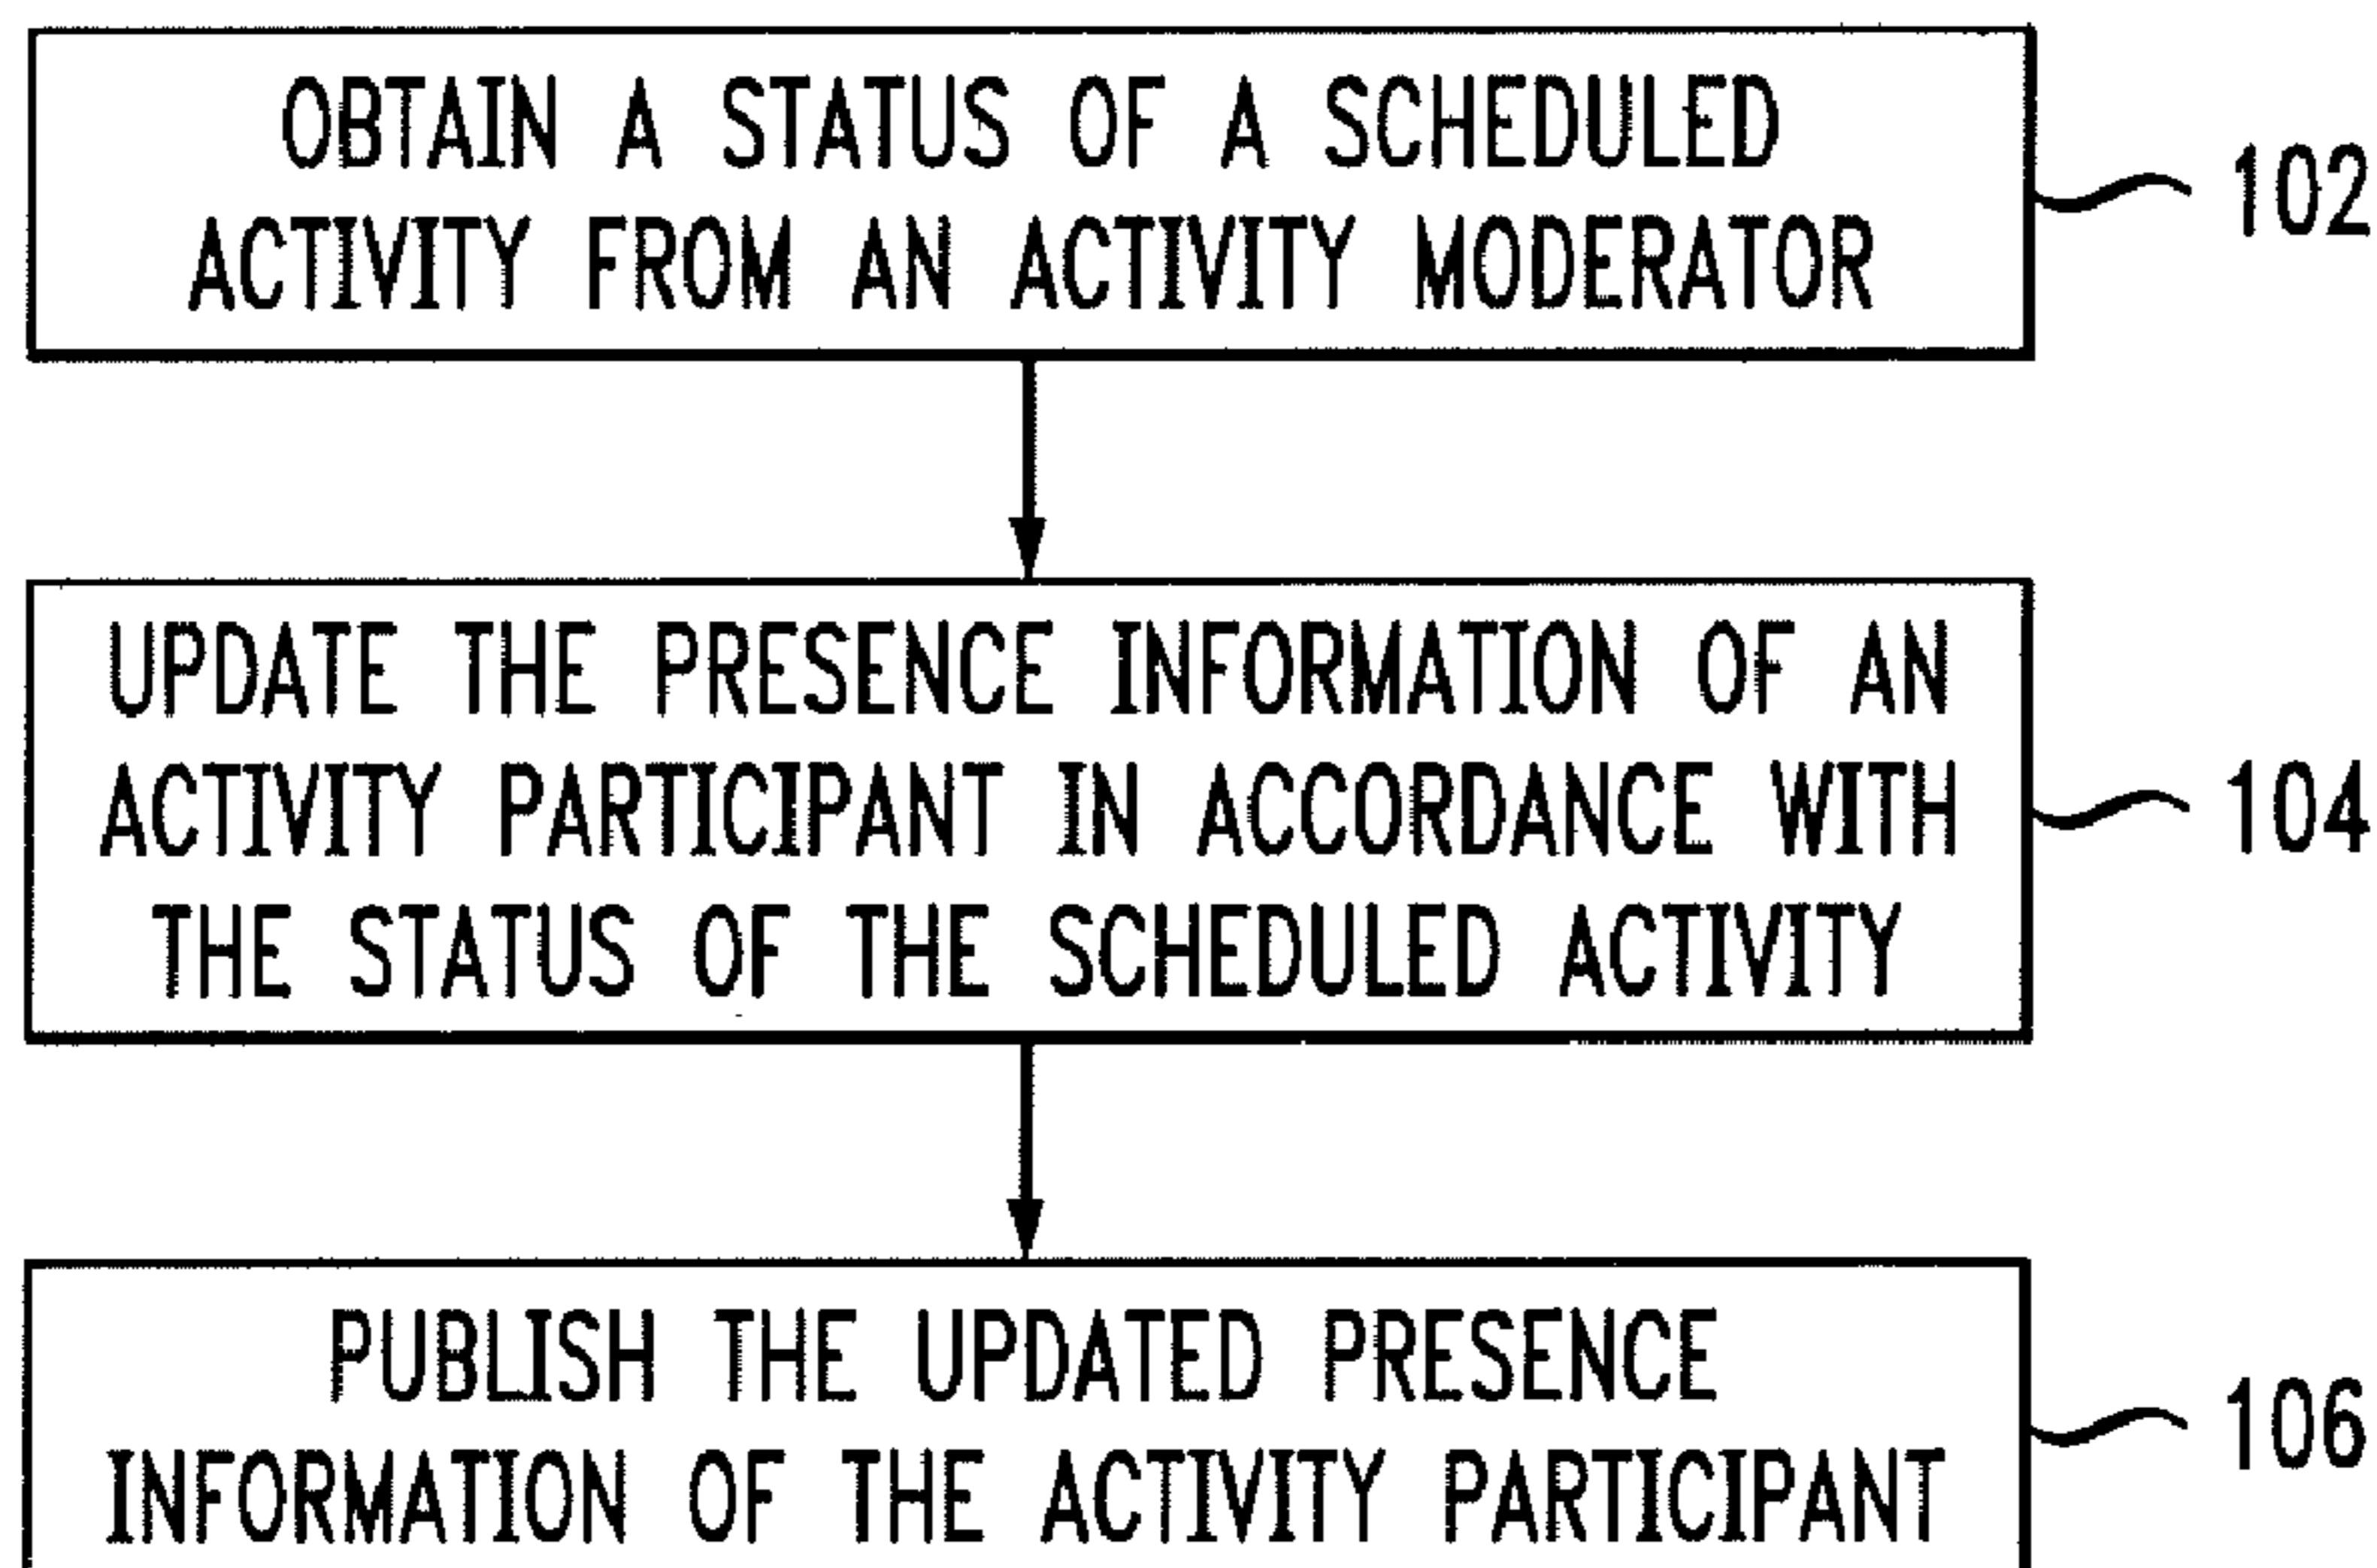 OBTAIN A STATUS OF A SCHEDULED
ACTIVITY FROM AN ACTIVITY MODERATOR
102
UPDATE THE PRESENCE INFORMATION OF AN
ACTIVITY PARTICIPANT IN ACCORDANCE WITH
THE STATUS OF THE SCHEDULED ACTIVITY
104
PUBLISH THE UPDATED PRESENCE
INFORMATION OF THE ACTIVITY PARTICIPANT
106